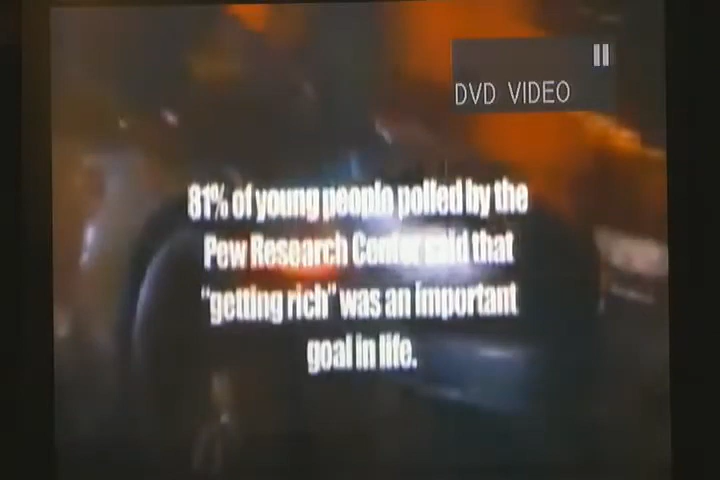 DVD VIDEO
81% of young people polled by the
Pew Research Center said that
"getting rich" was an important
goal in life.